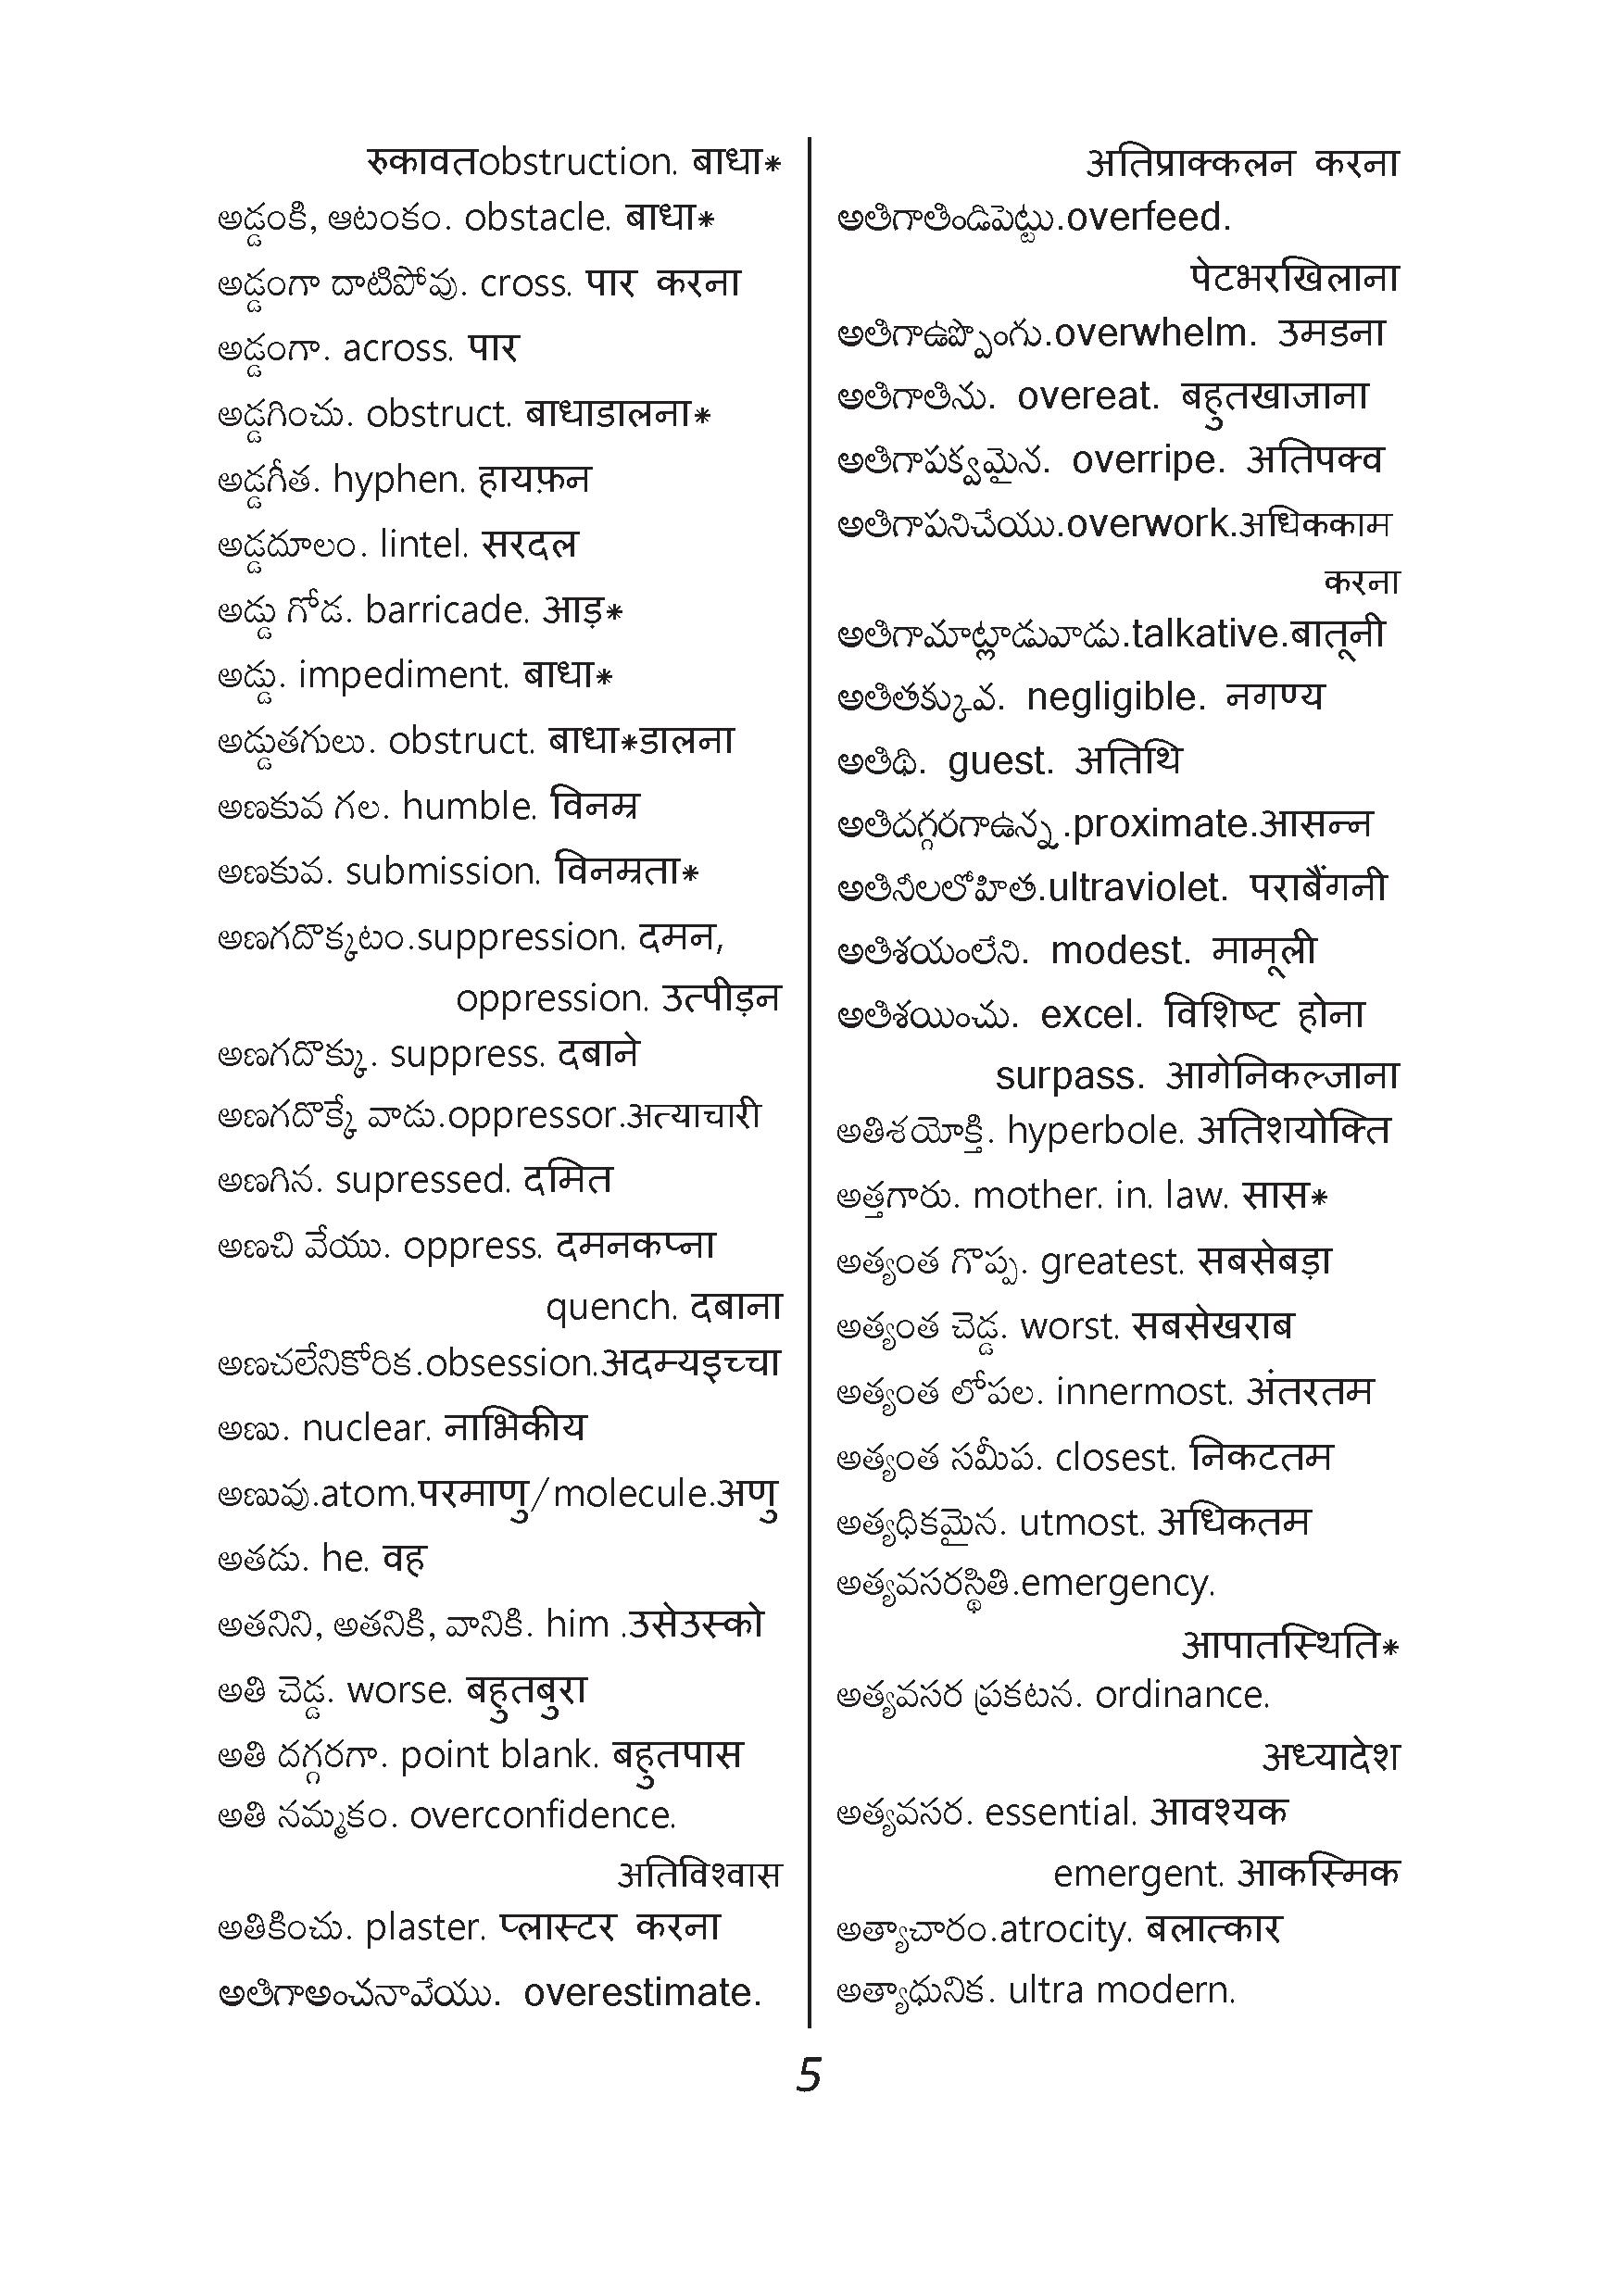 रुकावतobstruction. बाधा*
అడ్డంకి, ఆటంకం. obstacle. बाधा*
అడ్డంగా దాటిపోవు. cross. पार करना
అడ్డంగా. across. पार
అడ్డగించు. obstruct. बाधाडालना*
అడ్డగీత. hyphen. हायफ़न
అడ్డదూలం. lintel. सरदल
అడ్డు గోడ. barricade. आड़*
అడ్డు. impediment. बाधा*
అడ్డుతగులు. obstruct. बाधा*डालना
అణకువ గల. humble. विनम्र
అణకువ. submission. विनम्रता*
అణగదొక్కటం.suppression. दमन,
oppression. उत्पीड़न
అణగదొక్కు. suppress. दबाने
అణగదొక్కే వాడు.oppressor.अत्याचारी
అణగిన. supressed. दमित
అణచి వేయు. oppress. दमनकप्ना
quench. दबाना
అణచలేనికోరిక.obsession.अदम्यइच्चा
అణు. nuclear. नाभिकीय
అణువు.atom.परमाणु/molecule.अणु
అతడు. he. वह
అతనిని, అతనికి, వానికి. him .उसेउस्को
అతి చెడ్డ. worse. बहुतबुरा
అతి దగ్గరగా. point blank. बहुतपास
అతి నమ్మకం. overconfidence.
अतिविश्वास
అతికించు. plaster. प्लास्टर करना
అతిగాఅంచనావేయు. overestimate.
अतिप्राक्कलन करना
అతిగాతిండిపెట్టు.overfeed.
पेटभरखिलाना
అతిగాఉప్పొంగు.overwhelm. उमडना
అతిగాతిను. overeat. बहुतखाजाना
అతిగాపక్వమైన. overripe. अतिपक्व
అతిగాపనిచేయు.overwork.अधिककाम
करना
అతిగామాట్లాడువాడు.talkative.बातूनी
అతితక్కువ. negligible. नगण्य
అతిథి. guest. अतिथि
అతిదగ్గరగాఉన్న.proximate.आसन्न
అతినీలలోహిత.ultraviolet. पराबैंगनी
అతిశయంలేని. modest. मामूली
అతిశయించు. excel. विशिष्ट होना
surpass. आगेनिकल्जाना
అతిశయోక్తి. hyperbole. अतिशयोक्ति
అత్తగారు. mother. in. law. सास*
అత్యంత గొప్ప. greatest. सबसेबड़ा
అత్యంత చెడ్డ. worst. सबसेखराब
అత్యంత లోపల. innermost. अंतरतम
అత్యంత సమీప. closest. निकटतम
అత్యధికమైన. utmost. अधिकतम
అత్యవసరస్థితి.emergency.
आपातस्थिति*
అత్యవసర ప్రకటన. ordinance.
अध्यादेश
అత్యవసర. essential. आवश्यक
emergent. आकस्मिक
అత్యాచారం.atrocity. बलात्कार
అత్యాధునిక. ultra modern.
5